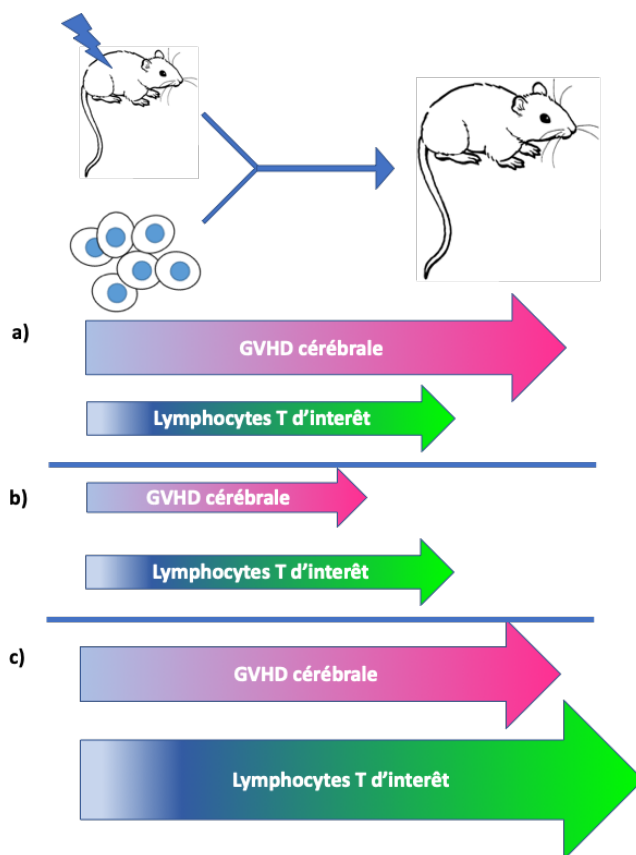 a)
GVHD cérébrale
Lymphocytes T d'interêt
b)
GVHD cérébrale
Lymphocytes T d'interêt
c)
GVHD cérébrale
Lymphocytes T d'interêt